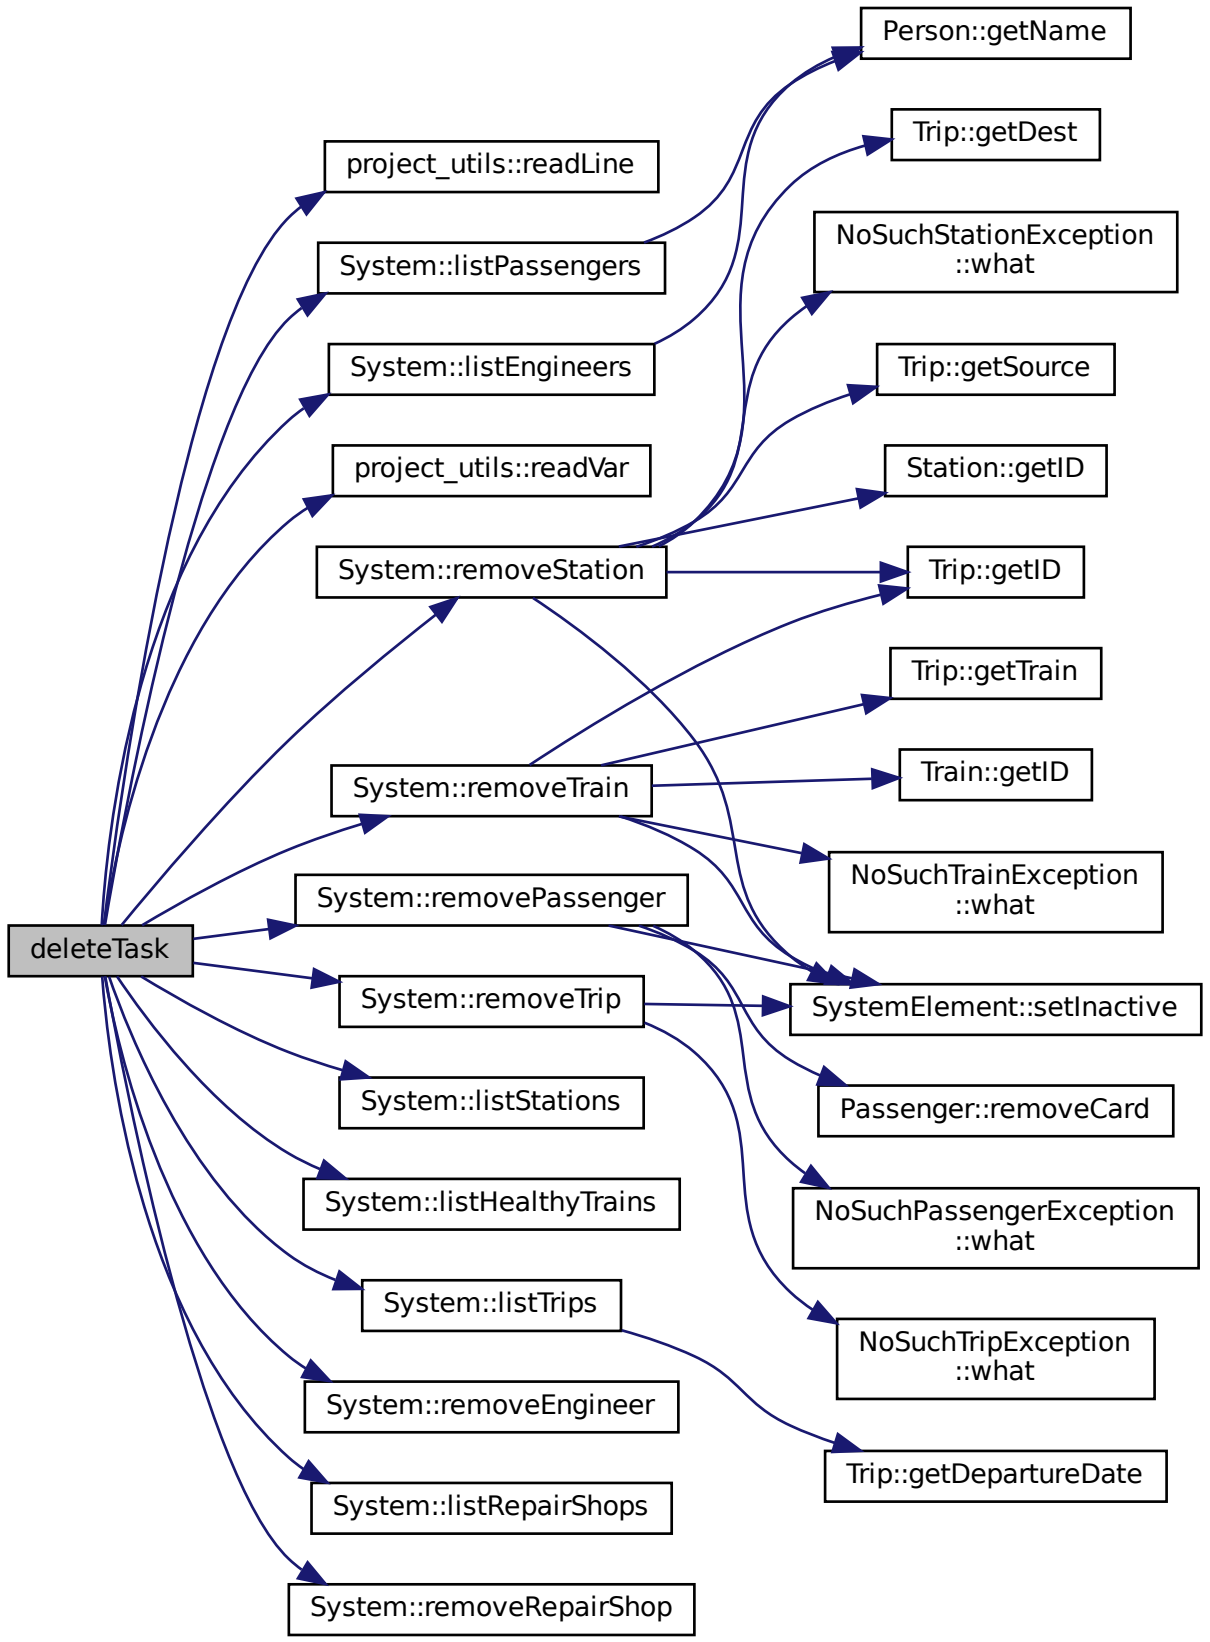 deleteTask
project_utils::readLine
System::listPassengers
System::listEngineers
project_utils::readVar
System::removeStation
System::removeTrain
System::removePassenger
System::removeTrip
System::listStations
System::listHealthyTrains
System::listTrips
System::removeEngineer
System::listRepairShops
System::removeRepairShop
Person::getName
Trip::getDest
NoSuchStationException
::what
Trip::getSource
Station::getID
Trip::getID
Trip::getTrain
Train::getID
NoSuchTrainException
::what
SystemElement::setInactive
Passenger::removeCard
NoSuchPassengerException
::what
NoSuchTripException
::what
Trip::getDepartureDate